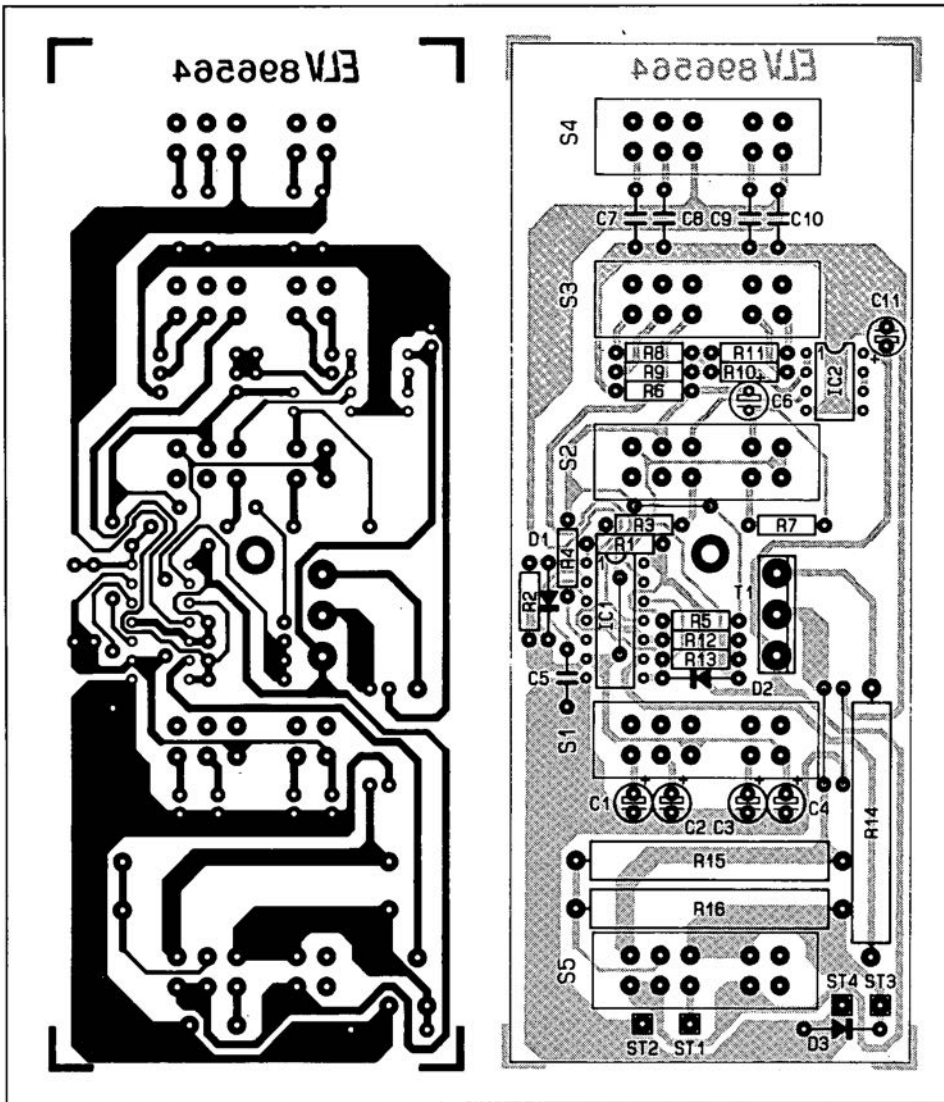 ELV 896564
ELV 896564
S4
C7
C8
C9
C10
S3
C11
R8
R11
1
R9
R10
IC2
R6
C6
S2
D1
R3
R7
R4
R1
1
R2
IC1
T1
R5
R12
R13
C5
D2
S1
C1
C2
C3
C4
R14
R15
R16
S5
ST4
ST3
ST2
ST1
D3